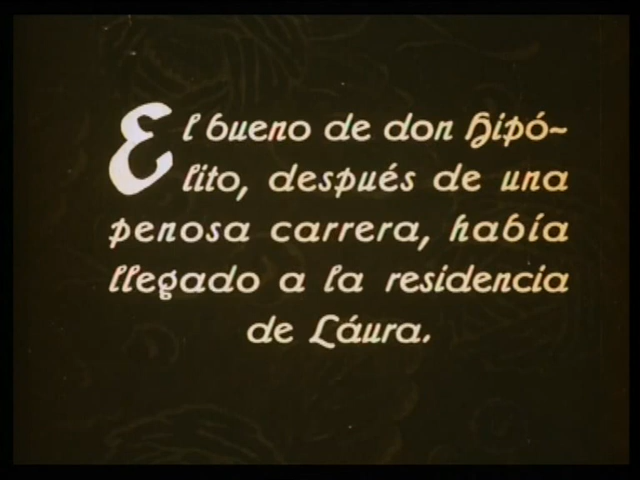 El bueno de don Hipó-
lito, después de una
penosa carrera, había
llegado a la residencia
de Láura.